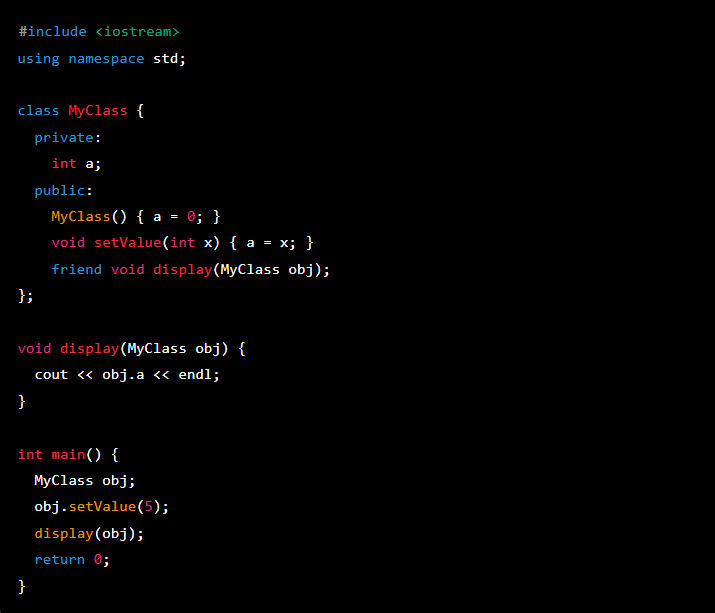 #include <iostream>
using namespace std;
class MyClass {
private:
int a;
public:
MyClass() { a = 0; }
void setValue(int x) { a = x; }
friend void display(MyClass obj);
};
void display(MyClass obj) {
cout << obj.a << endl;
}
int main() {
MyClass obj;
obj.setValue(5);
display(obj);
return 0;
}